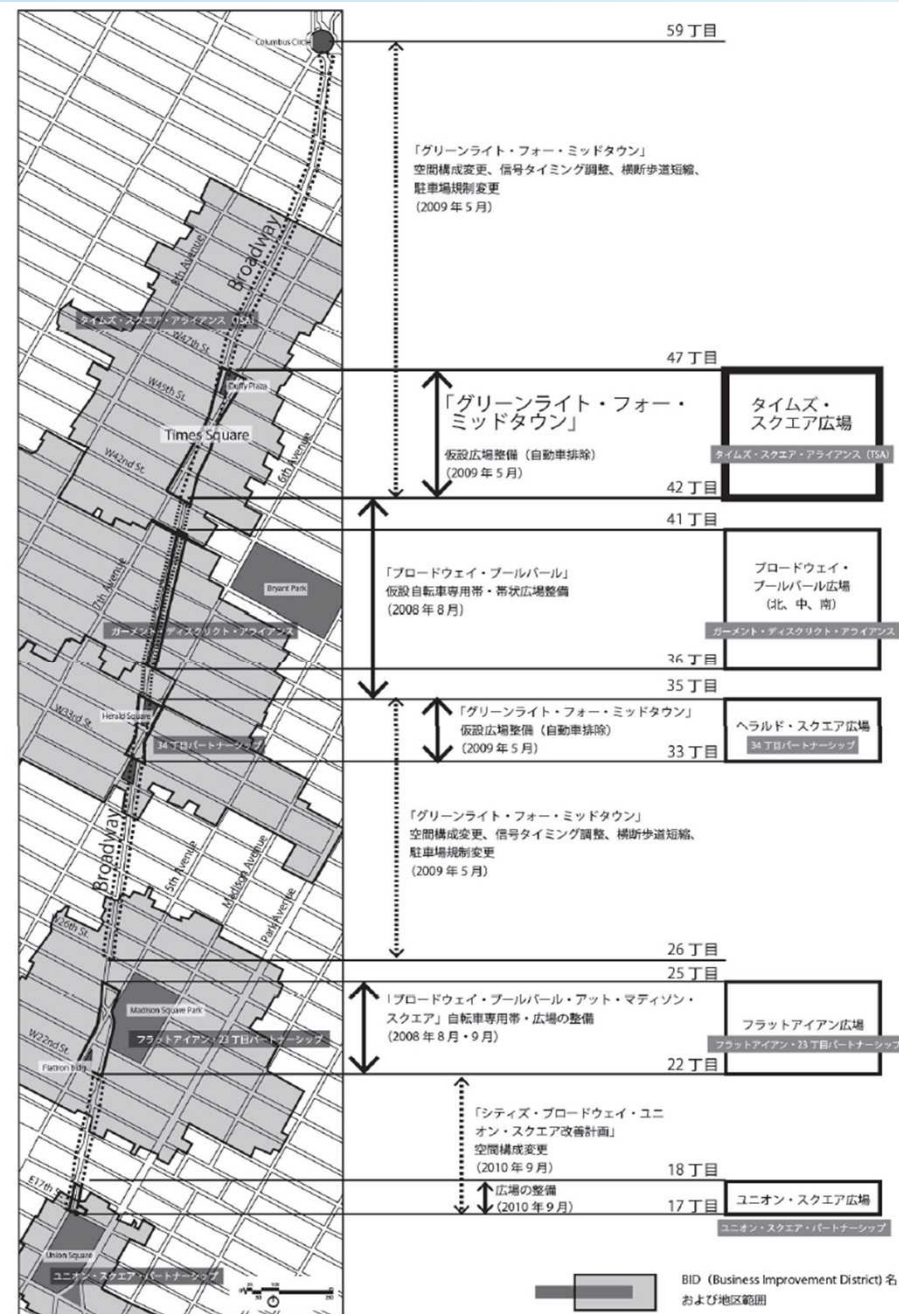 Columbus Circle
8th Avenue
Broadway
タイムズ・スクエア・アライアンス（TSA）
W47th St.
Duffy Plaza
W45th St.
Times Square
6th Avenue
W42nd St.
Bryant Park
7th Avenue
ガーメント・ディスクリクト・アライアンス
Herald Square
W33rd St.
34丁目パートナーシップ
Broadway
5th Avenue
Madison Avenue
Park Avenue
W26th St.
Madison Square Park
フラットアイアン・23丁目パートナーシップ
W22nd St.
Flatiron Bldg
E17th St.
Union Square
ユニオン・スクエア・パートナーシップ
59丁目
「グリーンライト・フォー・ミッドタウン」
空間構成変更、信号タイミング調整、横断歩道短縮、
駐車場規制変更
（2009年5月）
47丁目
「グリーンライト・フォー・
ミッドタウン」
仮設広場整備（自動車排除）
（2009年5月）
42丁目
タイムズ・
スクエア広場
タイムズ・スクエア・アライアンス（TSA）
41丁目
「ブロードウェイ・ブールバール」
仮設自転車専用帯・帯状広場整備
（2008年8月）
ブロードウェイ・
ブールバール広場
（北、中、南）
ガーメント・ディスクリクト・アライアンス
36丁目
35丁目
「グリーンライト・フォー・ミッドタウン」
仮設広場整備（自動車排除）
（2009年5月）
33丁目
ヘラルド・スクエア広場
34丁目パートナーシップ
「グリーンライト・フォー・ミッドタウン」
空間構成変更、信号タイミング調整、横断歩道短縮、
駐車場規制変更
（2009年5月）
26丁目
25丁目
「ブロードウェイ・ブールバール・アット・マディソン・
スクエア」自転車専用帯・広場の整備
（2008年8月・9月）
22丁目
フラットアイアン広場
フラットアイアン・23丁目パートナーシップ
「シティズ・ブロードウェイ・ユニ
オン・スクエア改善計画」
空間構成変更
（2010年9月）
18丁目
広場の整備
（2010年9月）
17丁目
ユニオン・スクエア広場
ユニオン・スクエア・パートナーシップ
BID（Business Improvement District）名
および地区範囲